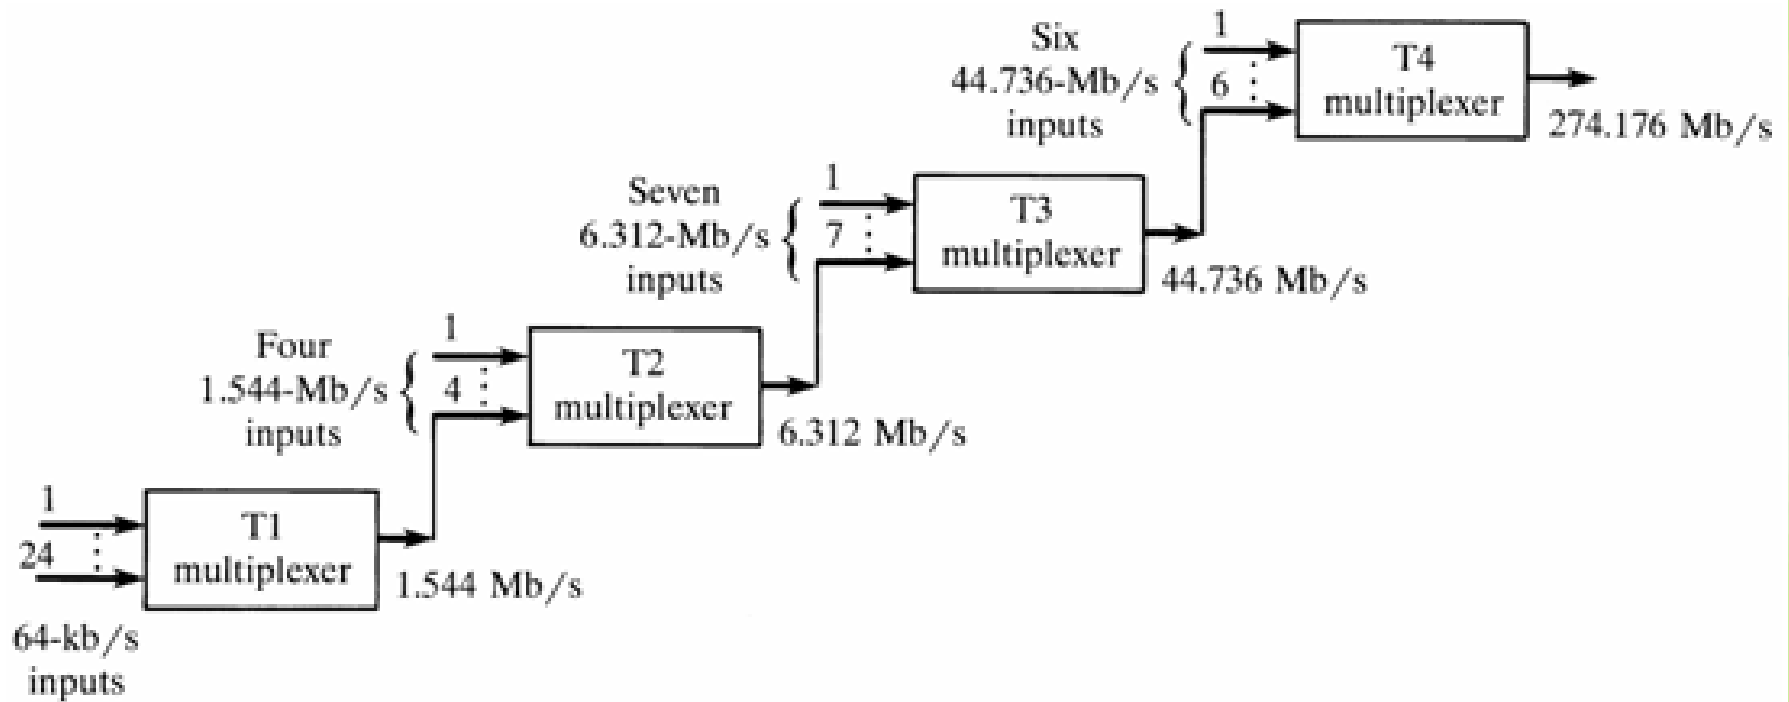 Six
44.736-Mb/s
inputs
1
6
T4
multiplexer
274.176 Mb/s
Seven
6.312-Mb/s
inputs
1
7
T3
multiplexer
44.736 Mb/s
Four
1.544-Mb/s
inputs
1
4
T2
multiplexer
6.312 Mb/s
1
24
T1
multiplexer
1.544 Mb/s
64-kb/s
inputs